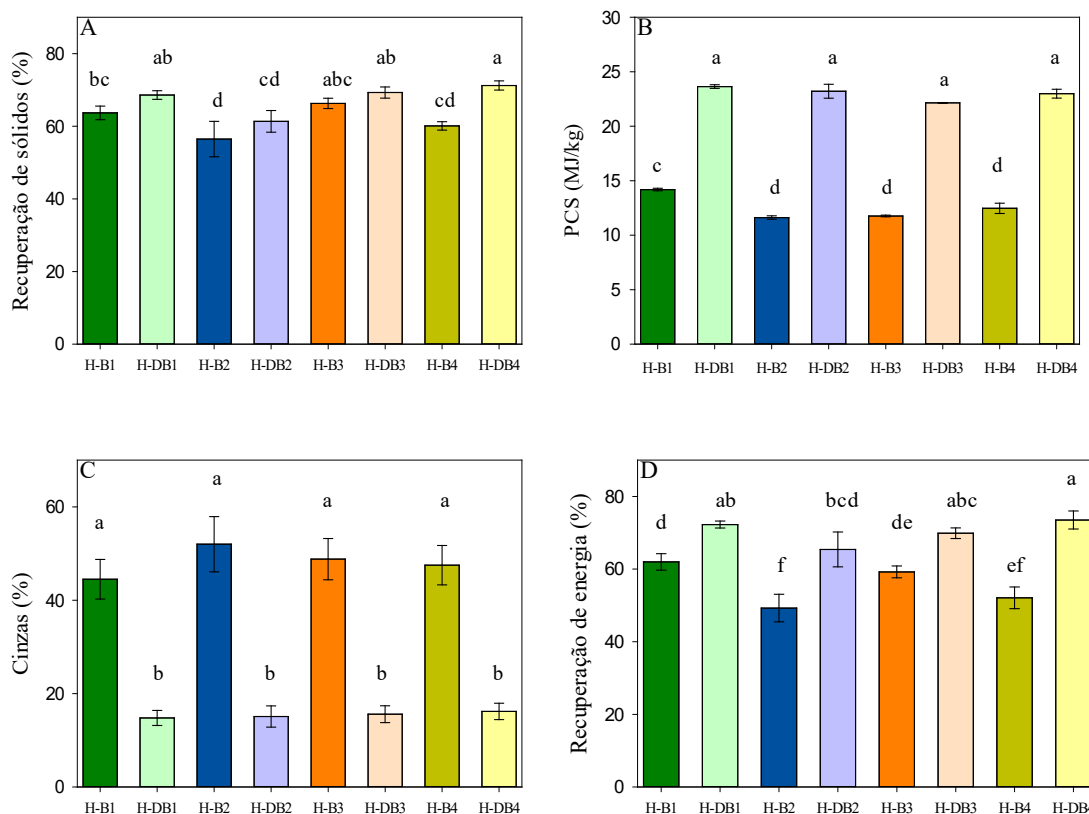 A
Recuperação de sólidos (%)
80
60
40
20
0
bc
ab
d
cd
abc
ab
cd
a
H-B1 H-DB1 H-B2 H-DB2 H-B3 H-DB3 H-B4 H-DB4
B
PCS (MJ/kg)
30
25
20
15
10
5
0
c
a
d
a
d
a
d
a
H-B1 H-DB1 H-B2 H-DB2 H-B3 H-DB3 H-B4 H-DB4
C
Cinzas (%)
60
40
20
0
a
b
a
b
a
b
a
b
H-B1 H-DB1 H-B2 H-DB2 H-B3 H-DB3 H-B4 H-DB4
D
Recuperação de energia (%)
80
60
40
20
0
d
ab
f
bcd
de
abc
ef
a
H-B1 H-DB1 H-B2 H-DB2 H-B3 H-DB3 H-B4 H-DB4